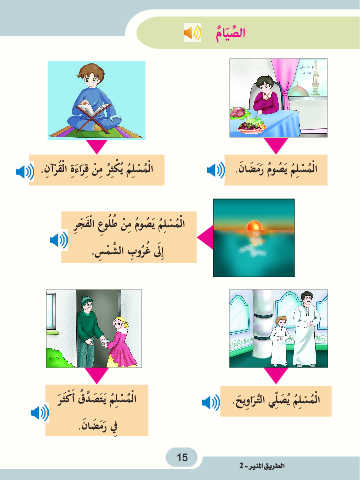 الصِّيَامُ
الْمُسْلِمُ يَصُومُ رَمَضَانَ.
الْمُسْلِمُ يُكْثِرُ مِنْ قِرَاءَةِ الْقُرْآنِ.
الْمُسْلِمُ يَصُومُ مِنْ طُلُوعِ الْفَجْرِ
إِلَى غُرُوبِ الشَّمْسِ.
الْمُسْلِمُ يُصَلِّي التَّرَاوِيحَ.
الْمُسْلِمُ يَتَصَدَّقُ أَكْثَرَ
فِي رَمَضَانَ.
15
الطريق المنير - 2